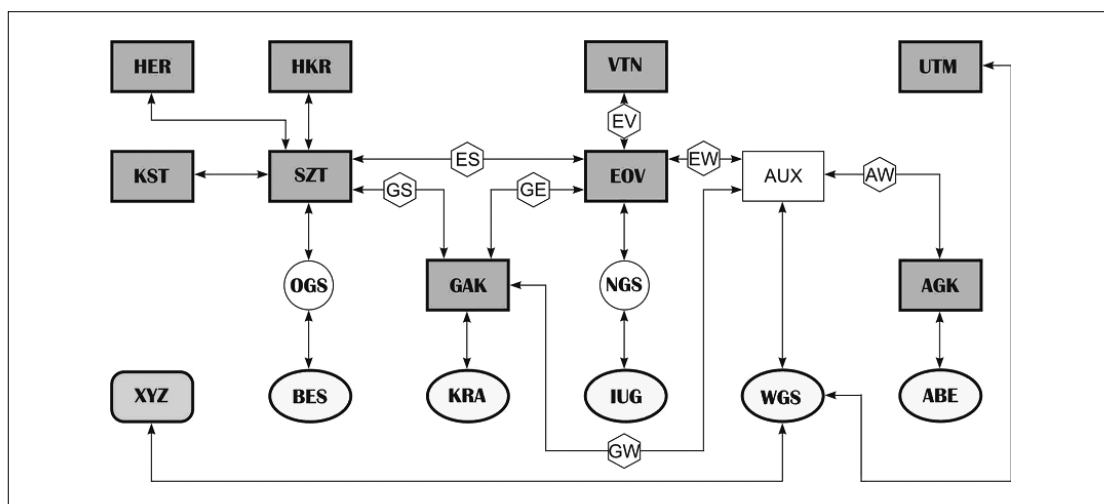 HER
HKR
VTN
UTM
EV
KST
SZT
ES
EOV
EW
AUX
AW
GS
GE
OGS
GAK
NGS
AGK
XYZ
BES
KRA
IUG
WGS
ABE
GW